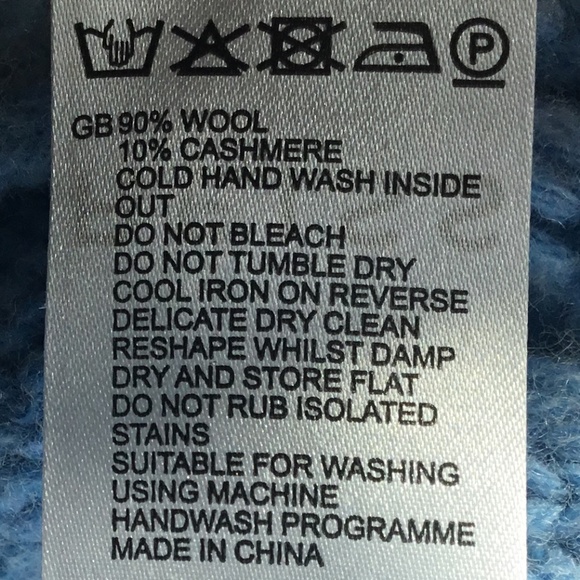 P
GB 90% WOOL
10% CASHMERE
COLD HAND WASH INSIDE
OUT
DO NOT BLEACH
DO NOT TUMBLE DRY
COOL IRON ON REVERSE
DELICATE DRY CLEAN
RESHAPE WHILST DAMP
DRY AND STORE FLAT
DO NOT RUB ISOLATED
STAINS
SUITABLE FOR WASHING
USING MACHINE
HANDWASH PROGRAMME
MADE IN CHINA